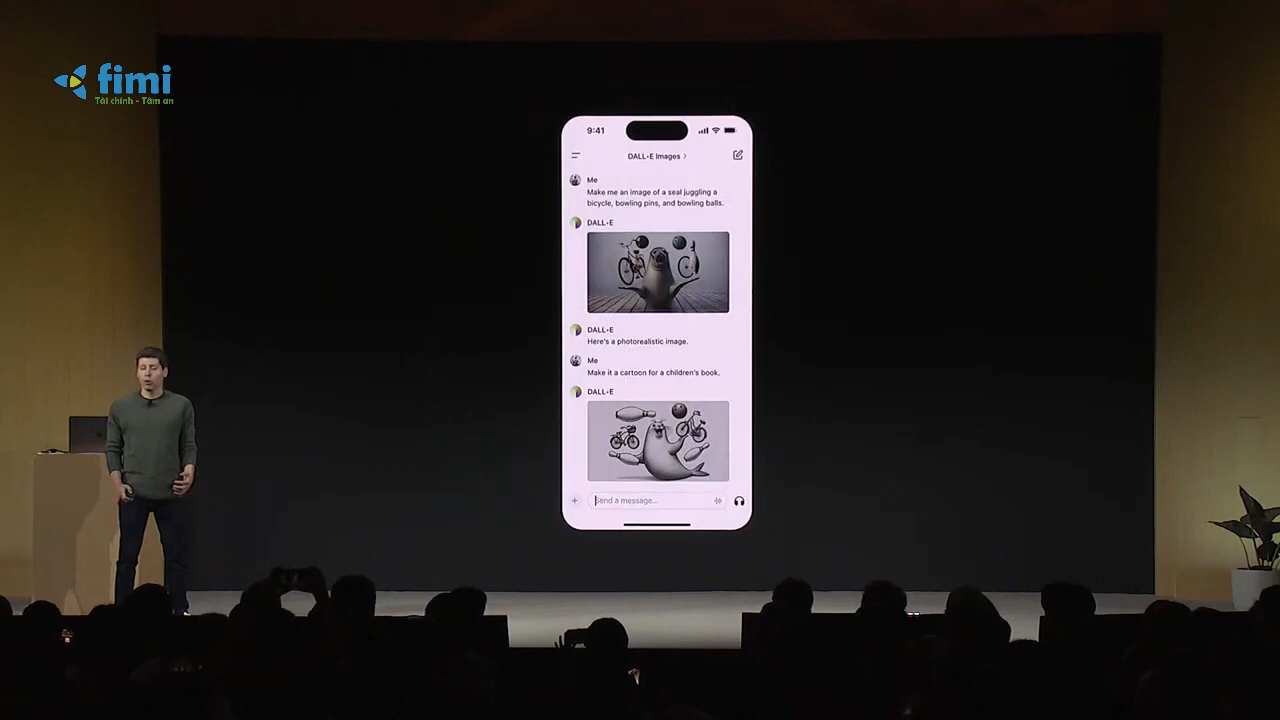 fimi
Tài chính - Tâm an
9:41
DALL·E Images >
Me
Make me an image of a seal juggling a
bicycle, bowling pins, and bowling balls.
DALL·E
DALL·E
Here's a photorealistic image.
Me
Make it a cartoon for a children's book.
DALL·E
Send a message...